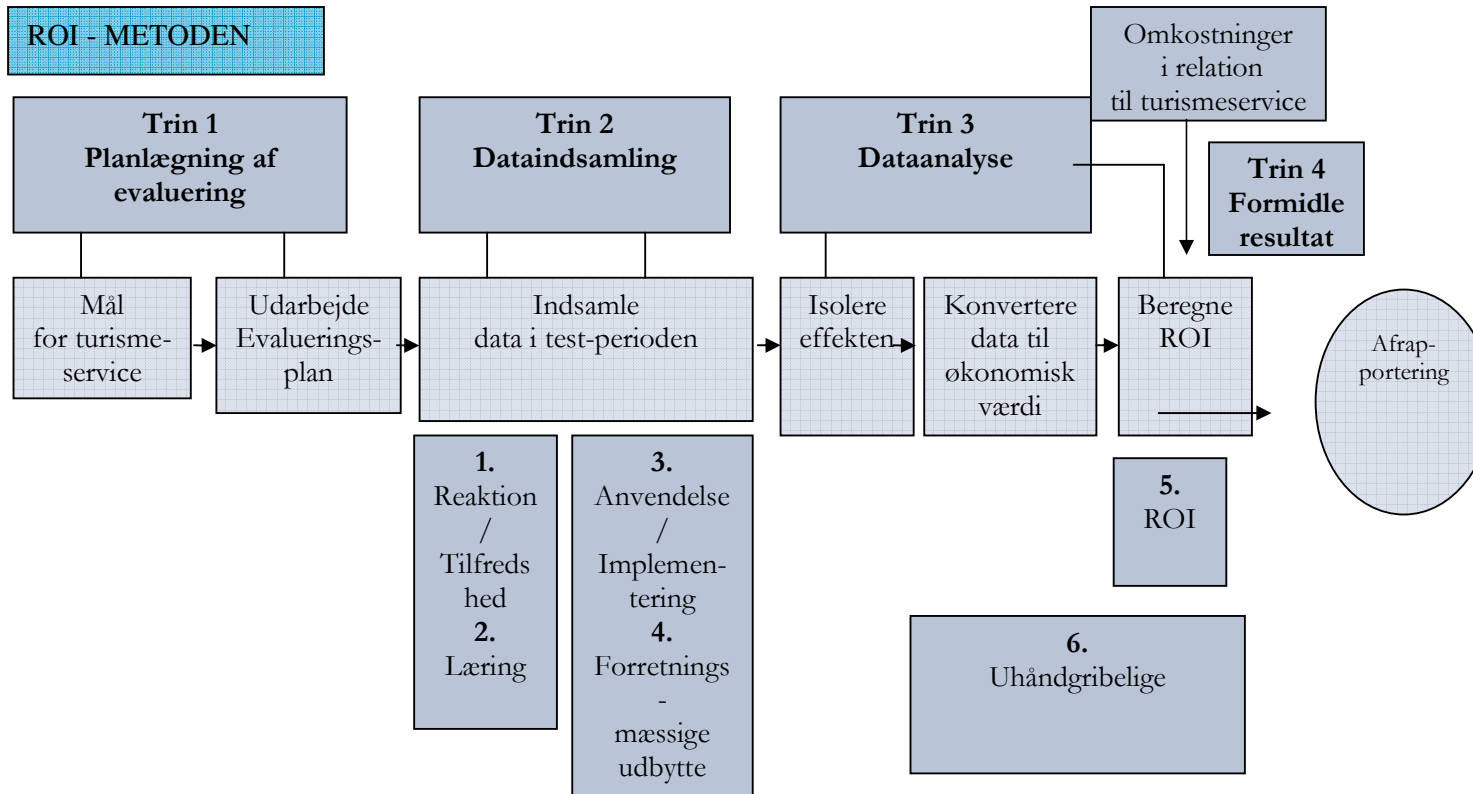 ROI - METODEN
Omkostninger
i relation
til turismeservice
Trin 1
Planlægning af
evaluering
Trin 2
Dataindsamling
Trin 3
Dataanalyse
Trin 4
Formidle
resultat
Mål
for turisme-
service
Udarbejde
Evaluerings-
plan
Indsamle
data i test-perioden
Isolere
effekten
Konvertere
data til
økonomisk
værdi
Beregne
ROI
Afrap-
portering
1.
Reaktion
/
Tilfreds
hed
2.
Læring
3.
Anvendelse
/
Implemen-
tering
4.
Forretnings
-
mæssige
udbytte
5.
ROI
6.
Uhåndgribelige